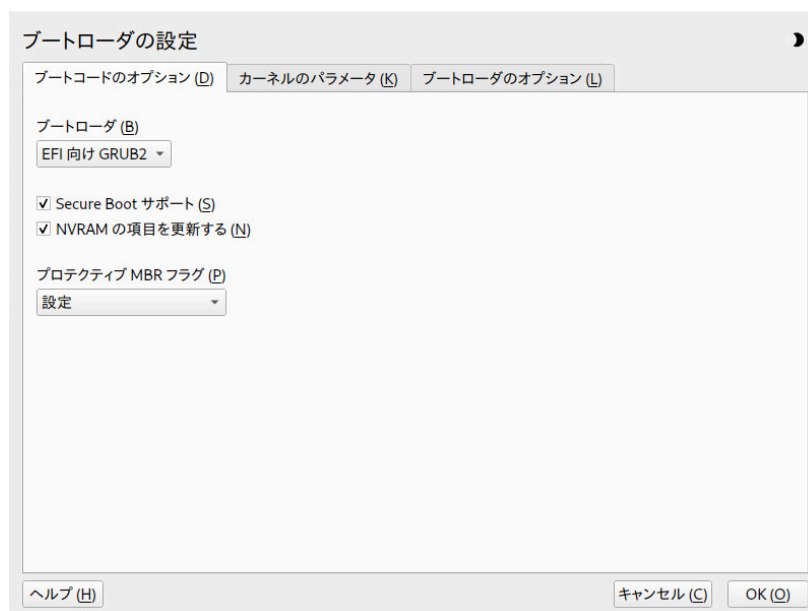 ブートローダの設定
ブートコードのオプション (D) カーネルのパラメータ (K) ブートローダのオプション (L)
ブートローダ (B)
EFI 向け GRUB2
Secure Boot サポート (S)
NVRAM の項目を更新する (N)
プロテクティブ MBR フラグ (P)
設定
ヘルプ (H) キャンセル (C) OK (O)